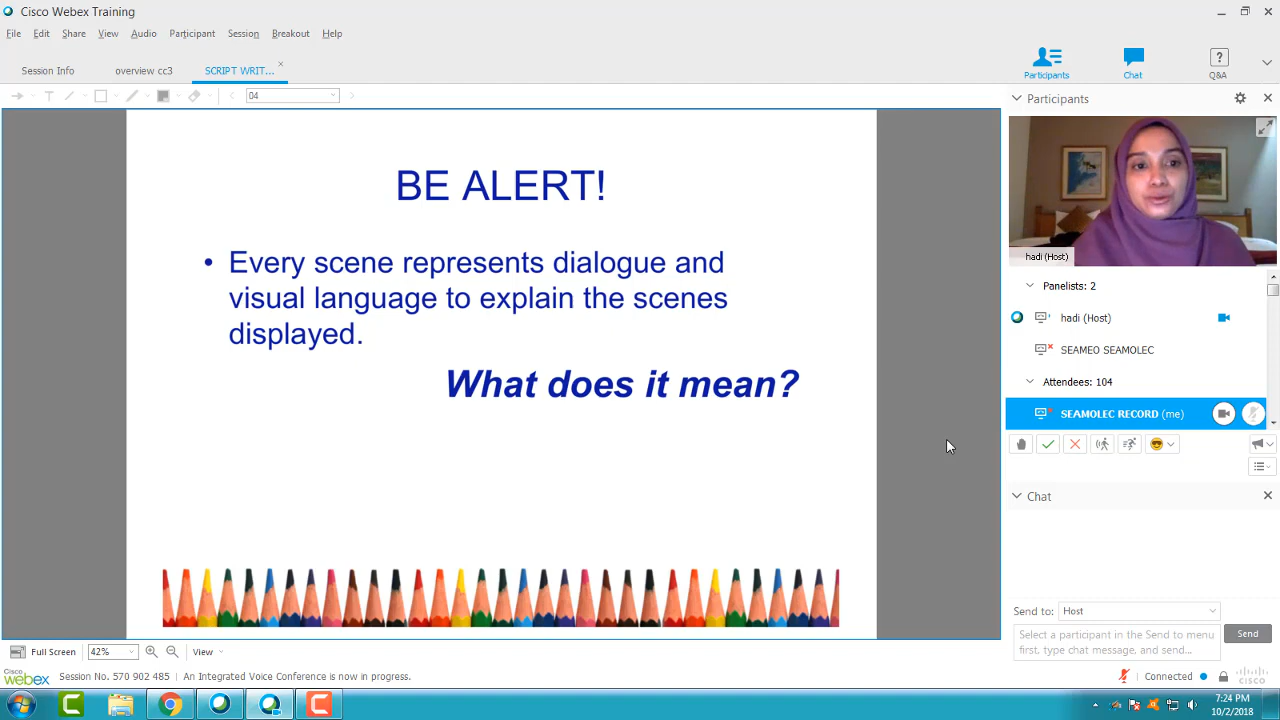 Cisco Webex Training
File Edit Share View Audio Participant Session Breakout Help
Session Info overview cc3 SCRIPT WRIT...
Participants Chat Q&A
04
Participants
BE ALERT!
• Every scene represents dialogue and
visual language to explain the scenes
displayed.
What does it mean?
hadi (Host)
Panelists: 2
hadi (Host)
SEAMEO SEAMOLEC
Attendees: 104
SEAMOLEC RECORD (me)
Chat
Send to: Host
Select a participant in the Send to menu
first, type chat message, and send...
Send
Full Screen 42% View
Cisco
webex Session No. 570 902 485 | An Integrated Voice Conference is now in progress.
Connected
cisco
7:24 PM
10/2/2018